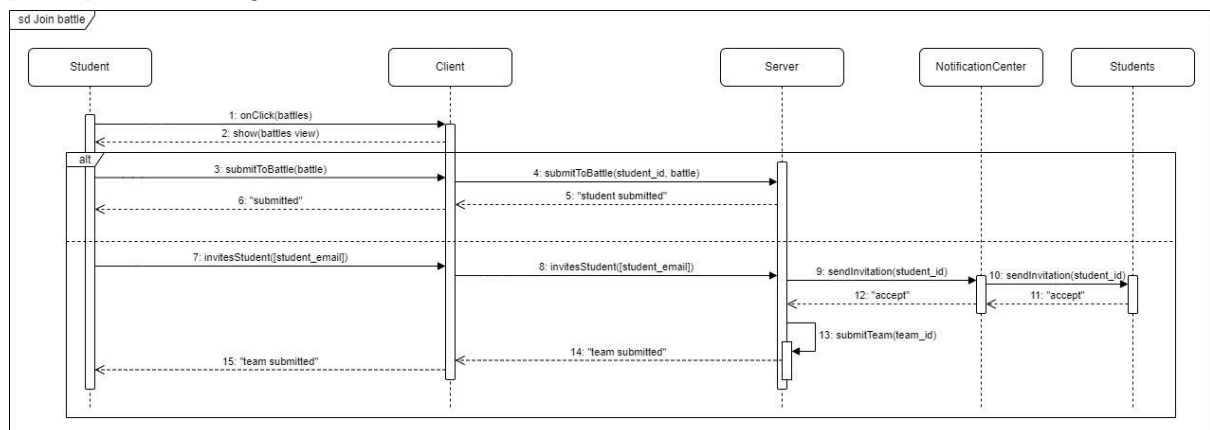 sd Join battle
Student
Client
Server
NotificationCenter
Students
1: onClick(battles)
2: show(battles view)
alt
3: submitToBattle(battle)
4: submitToBattle(student_id, battle)
5: "student submitted"
6: "submitted"
7: invitesStudent([student_email])
8: invitesStudent([student_email])
9: sendInvitation(student_id)
10: sendInvitation(student_id)
12: "accept"
11: "accept"
13: submitTeam(team_id)
14: "team submitted"
15: "team submitted"